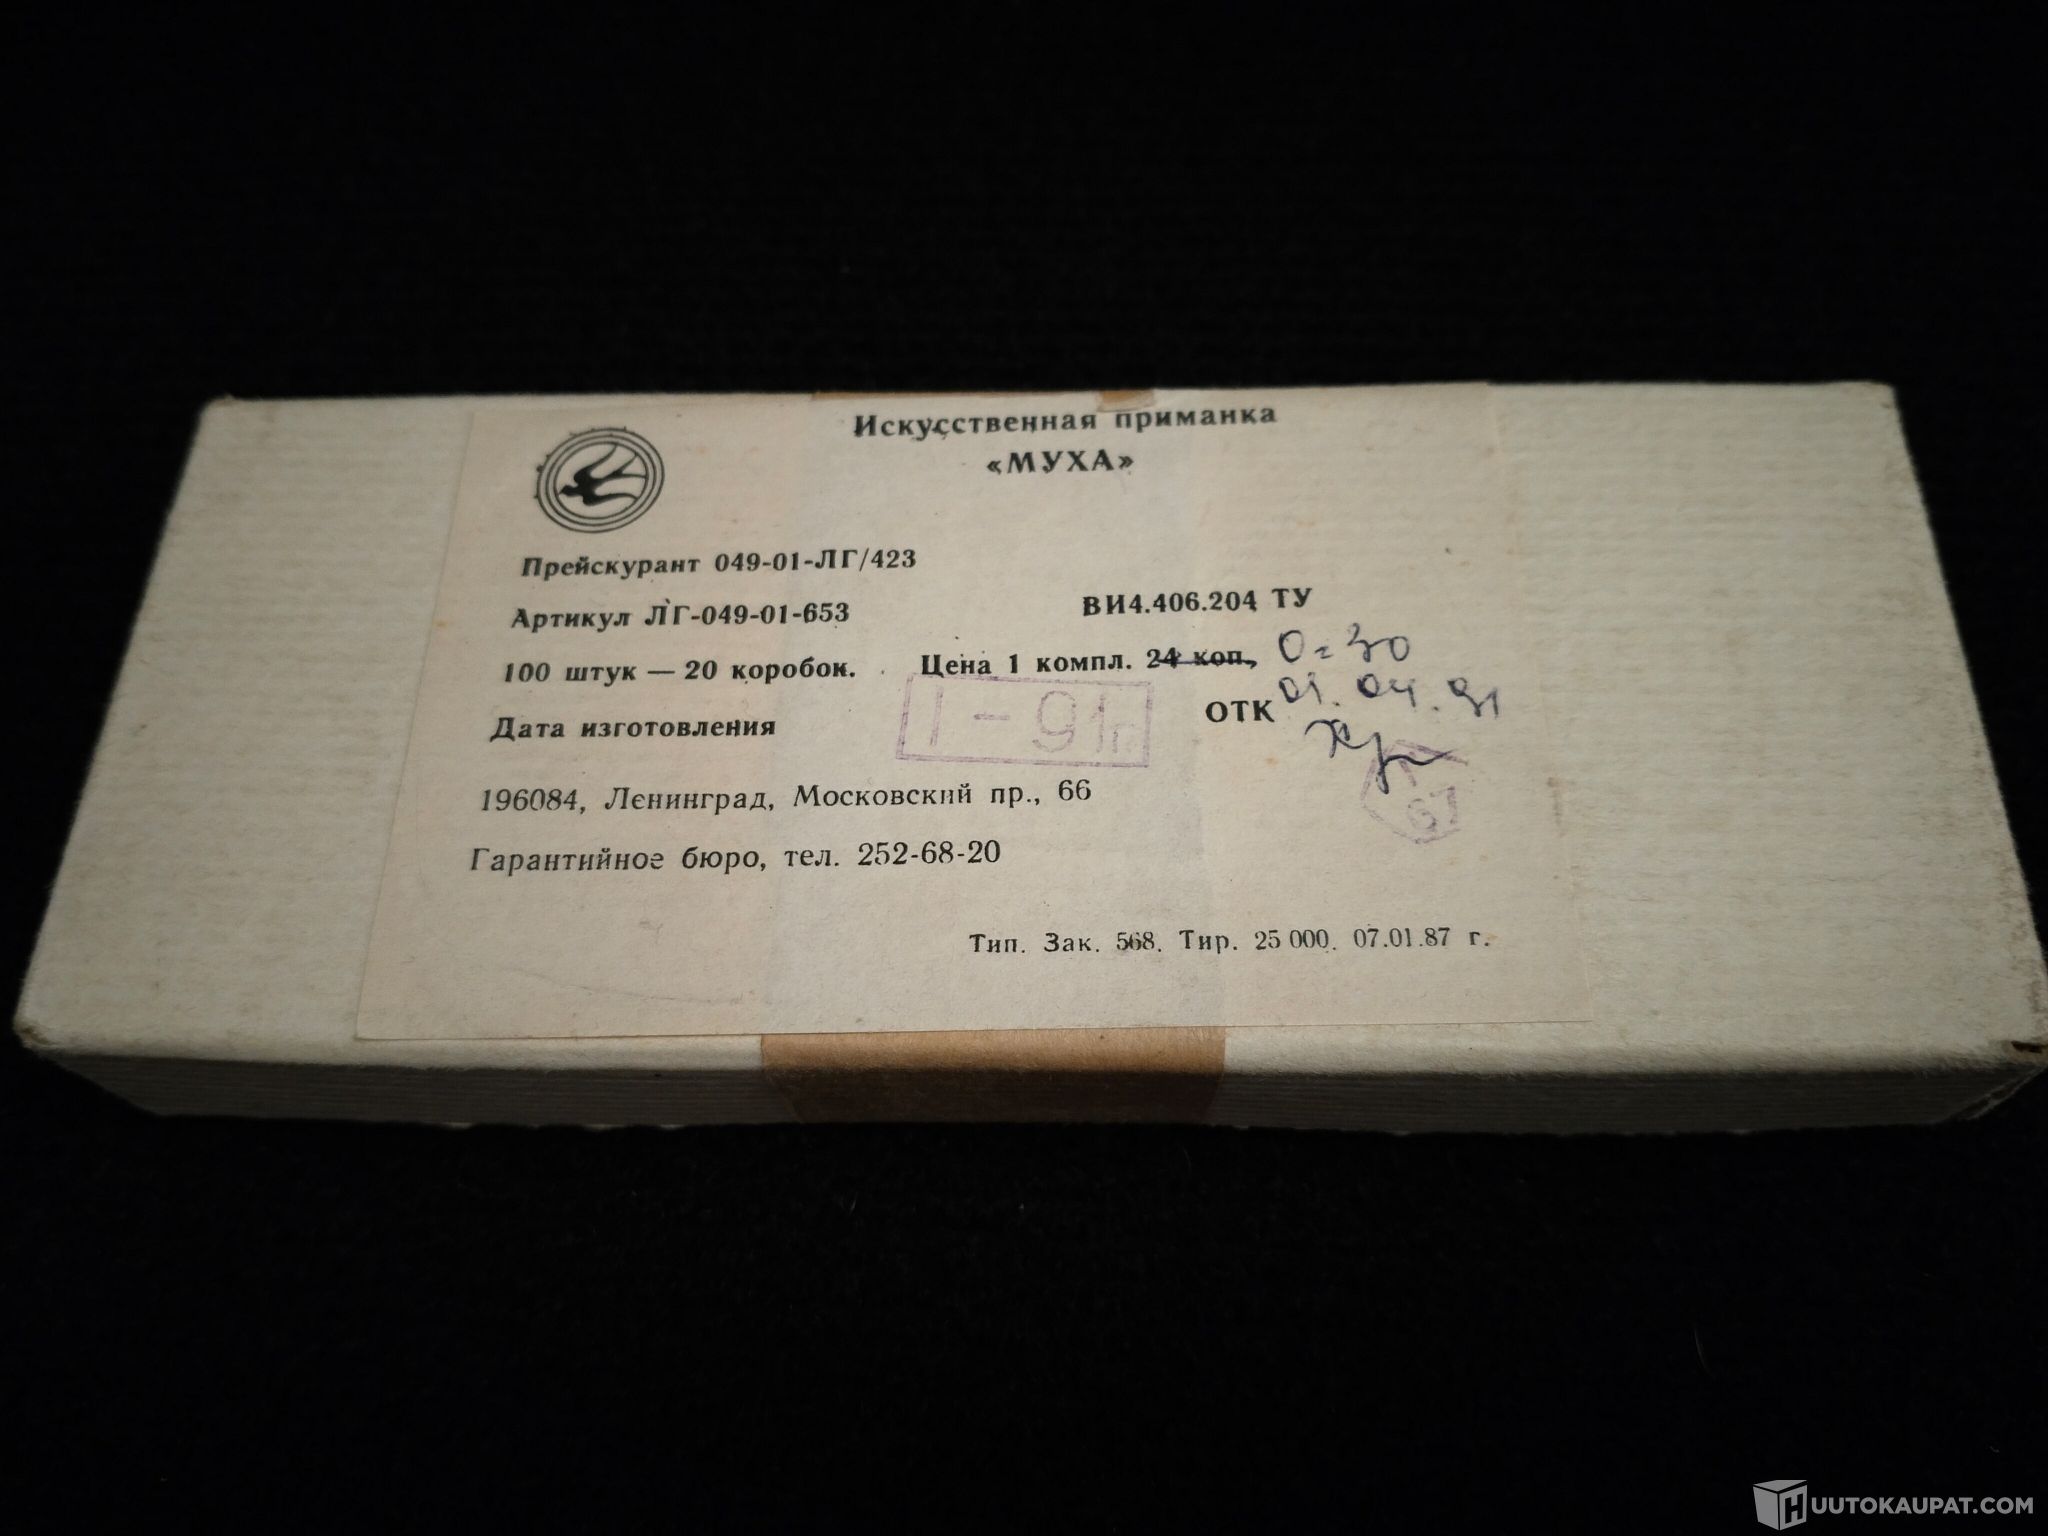 Искусственная приманка
«МУХА»
Прейскурант 049-01-ЛГ/423
Артикул ЛГ-049-01-653 ВИ4.406.204 ТУ
100 штук — 20 коробок. Цена 1 компл. 24 коп., 0=30
Дата изготовления I-91г. ОТК 01.04.91
67
196084, Ленинград, Московский пр., 66
Гарантийное бюро, тел. 252-68-20
Тип. Зак. 568. Тир. 25 000. 07.01.87 г.
HUUTOKAUPAT.COM